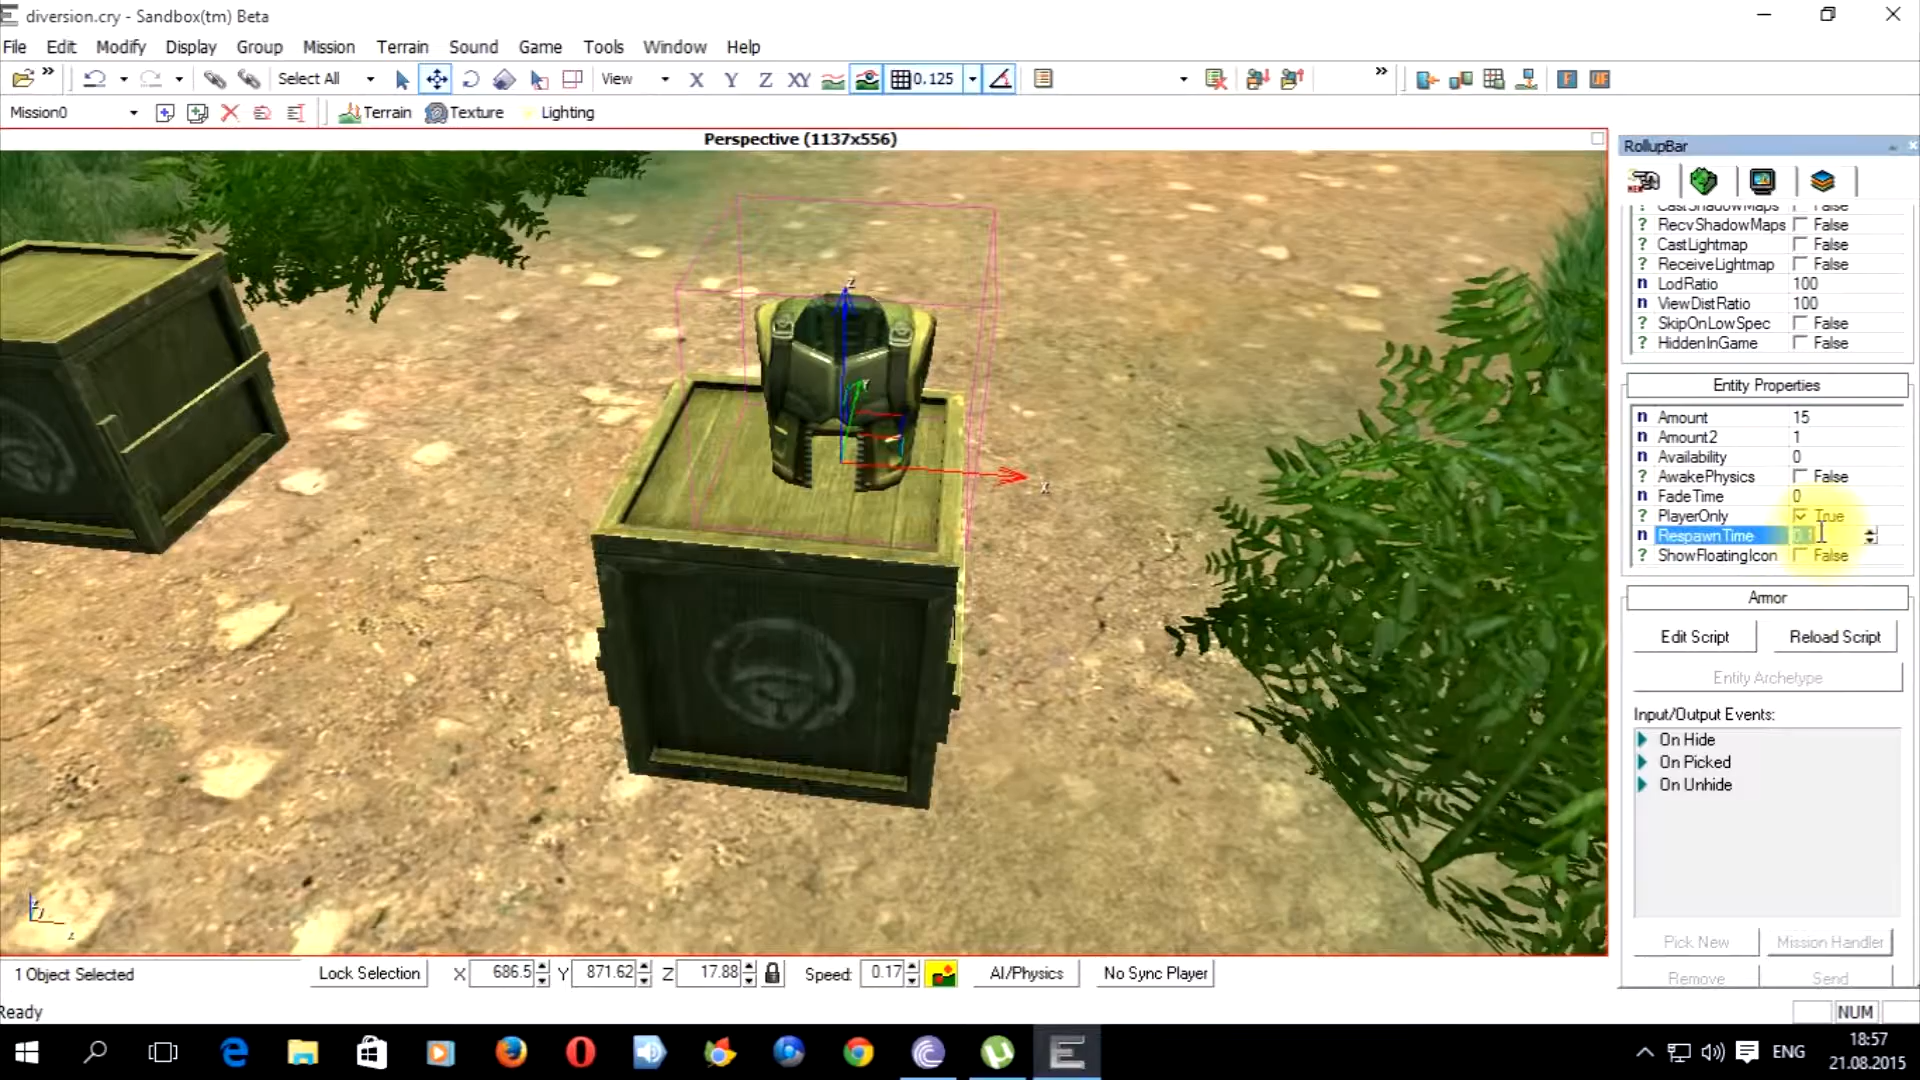 diversion.cry - Sandbox(tm) Beta
File Edit Modify Display Group Mission Terrain Sound Game Tools Window Help
» Select All View X Y Z XY 0.125 »
Mission0 Terrain Texture Lighting
Perspective (1137x556)
RollupBar
CastShadowMaps False
RecvShadowMaps False
CastLightmap False
ReceiveLightmap False
LodRatio 100
ViewDistRatio 100
SkipOnLowSpec False
HiddenInGame False
Entity Properties
n Amount 15
n Amount2 1
n Availability 0
? AwakePhysics False
n FadeTime 0
? PlayerOnly True
n RespawnTime
? ShowFloatingIcon False
Armor
Edit Script Reload Script
Entity Archetype
Input/Output Events:
On Hide
On Picked
On Unhide
Pick New Mission Handler
Remove Send
z
Y
x
1 Object Selected Lock Selection X 686.5 Y 871.62 Z 17.88 Speed: 0.17 AI/Physics No Sync Player
Ready NUM
ENG 18:57
21.08.2015